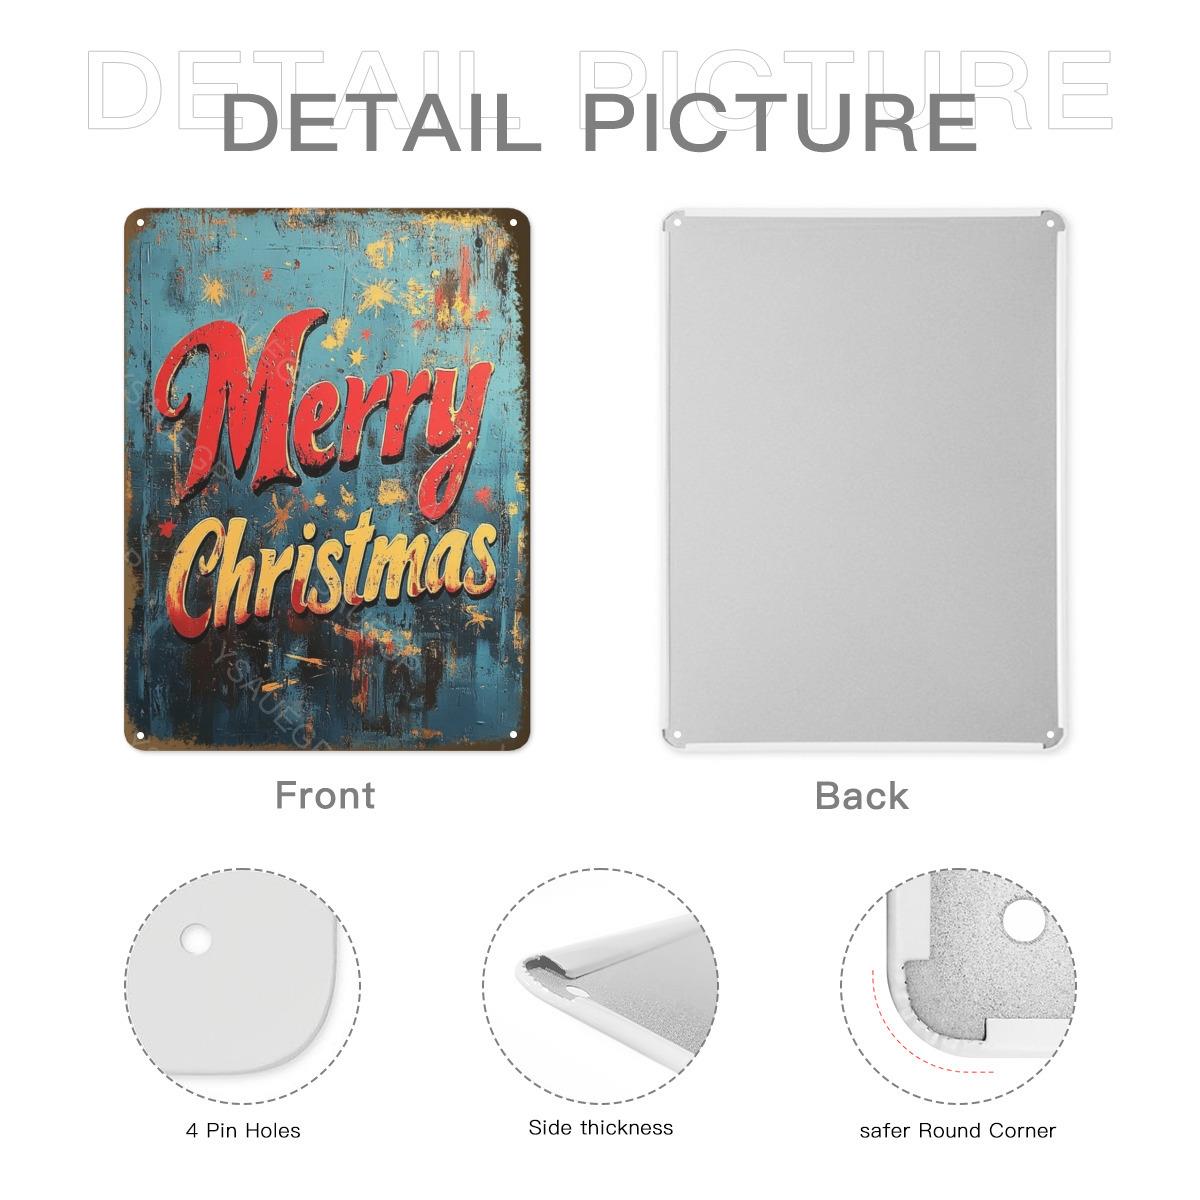 DETAIL PICTURE
DETAIL PICTURE
Merry
Christmas
Front
Back
4 Pin Holes
Side thickness
safer Round Corner